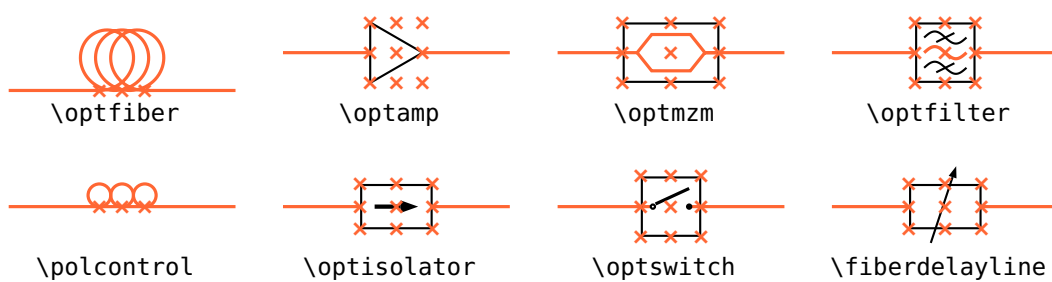 \optfiber \optamp \optmzm \optfilter
\polcontrol \optisolator \optswitch \fiberdelayline